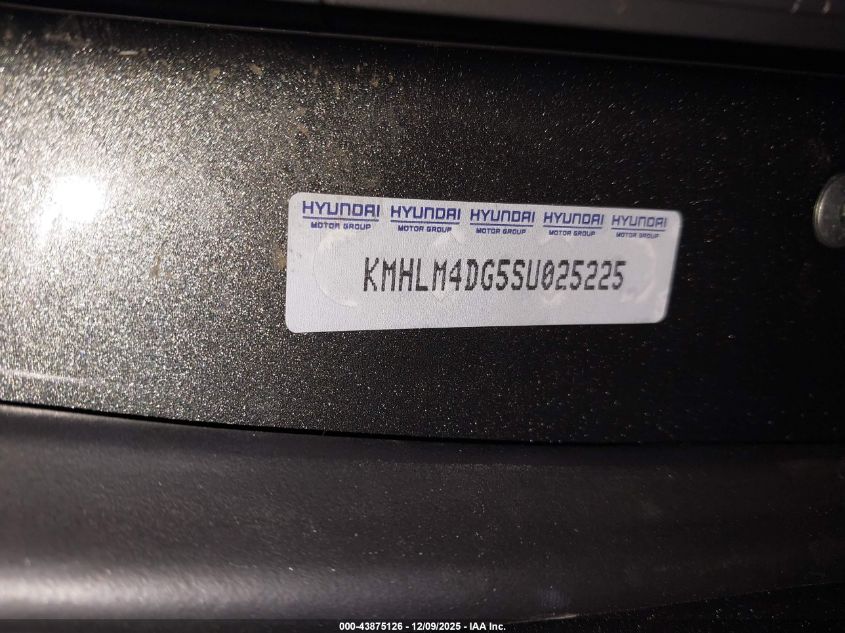 HYUNDAI HYUNDAI HYUNDAI HYUNDAI HYUNDAI
MOTOR GROUP MOTOR GROUP MOTOR GROUP MOTOR GROUP MOTOR GROUP
KMHLM4DG5SU025225
000-43875126 - 12/09/2025 - IAA Inc.